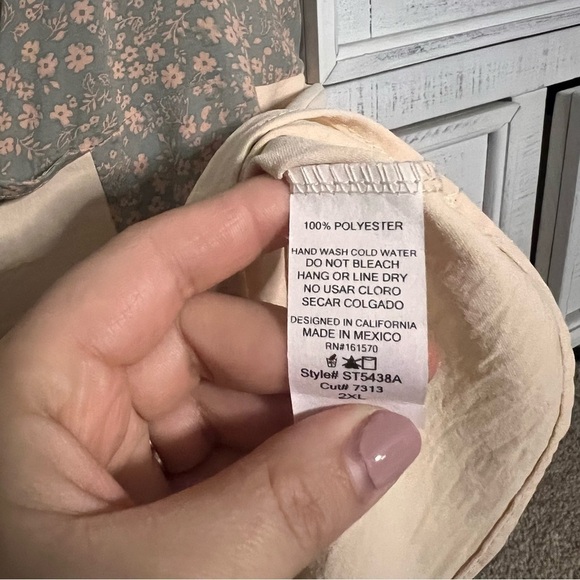 100% POLYESTER
HAND WASH COLD WATER
DO NOT BLEACH
HANG OR LINE DRY
NO USAR CLORO
SECAR COLGADO
DESIGNED IN CALIFORNIA
MADE IN MEXICO
RN#161570
Style# ST5438A
Cut# 7313
2XL